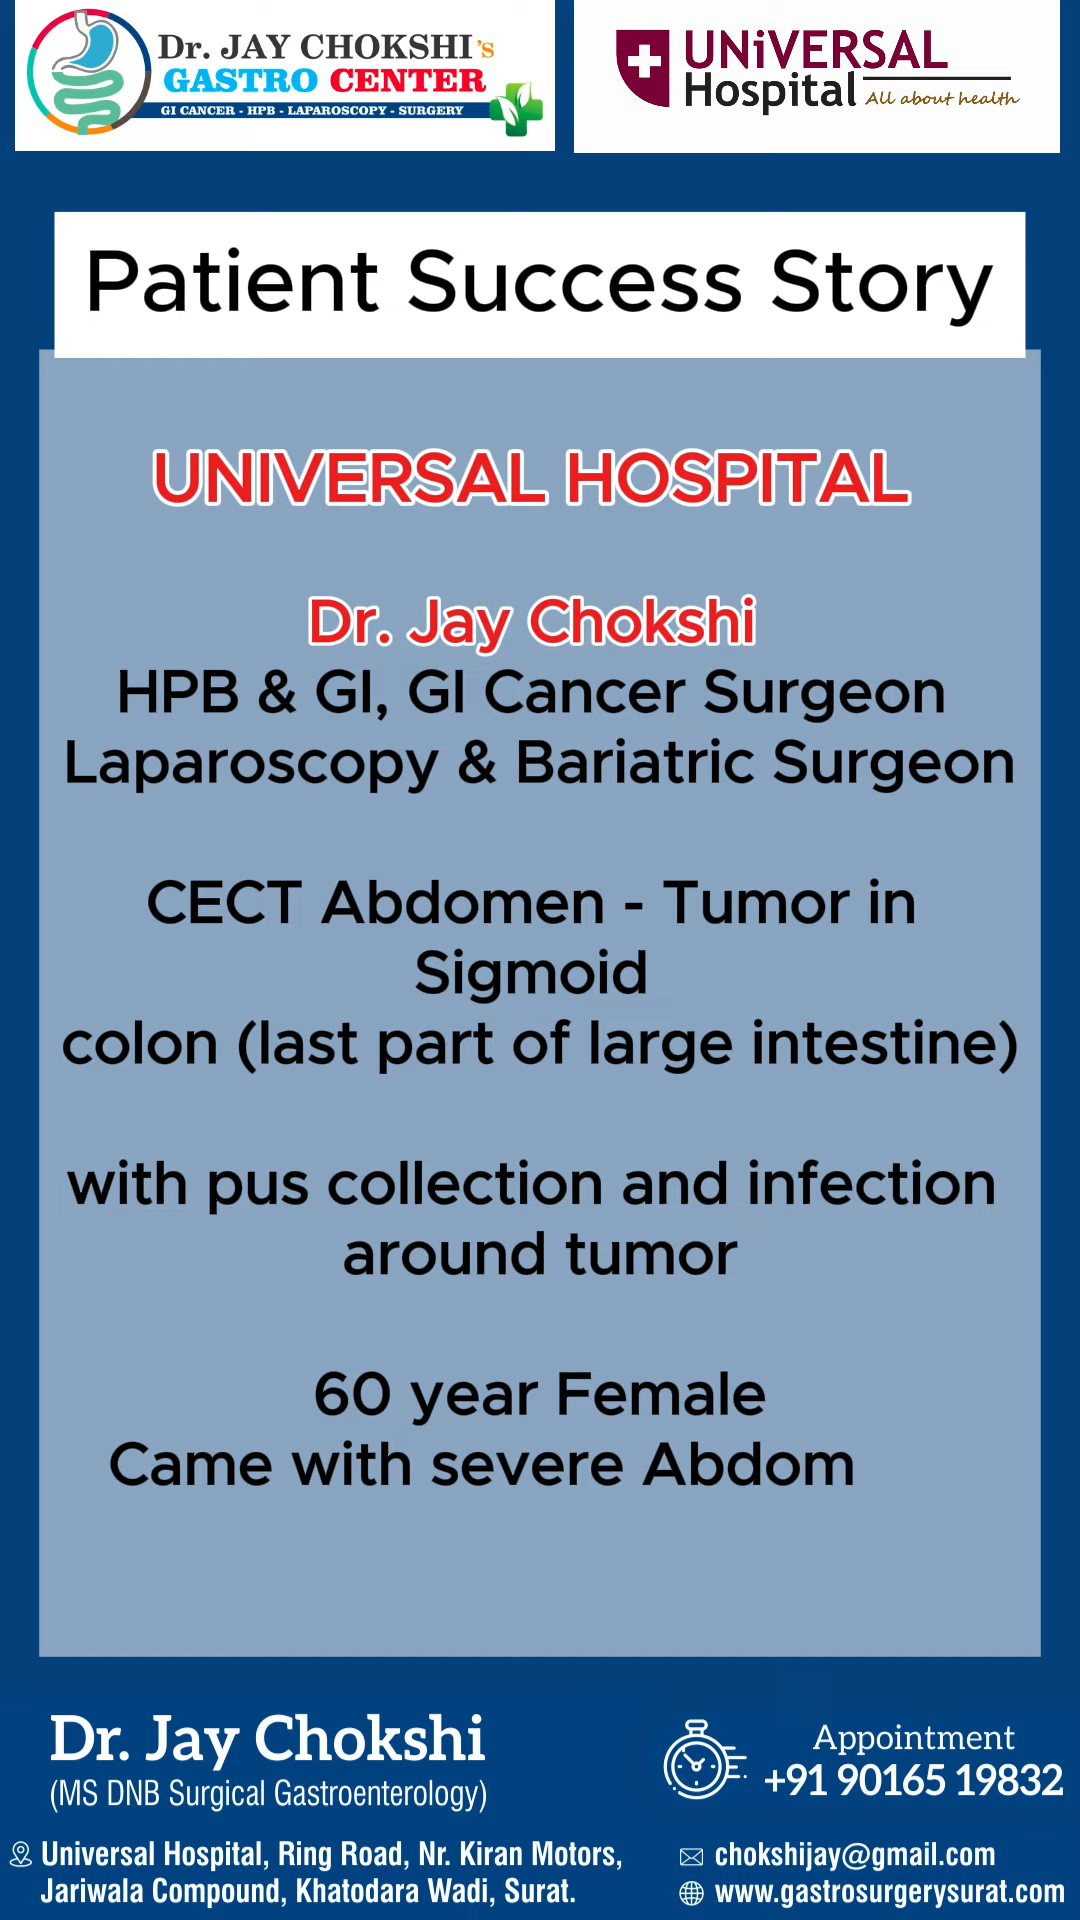 Dr. JAY CHOKSHI's
GASTRO CENTER
GI CANCER - HPB - LAPAROSCOPY - SURGERY
UNiVERSAL
Hospital
All about health
Patient Success Story
UNIVERSAL HOSPITAL
Dr. Jay Chokshi
HPB & GI, GI Cancer Surgeon
Laparoscopy & Bariatric Surgeon
CECT Abdomen - Tumor in
Sigmoid
colon (last part of large intestine)
with pus collection and infection
around tumor
60 year Female
Came with severe Abdom
Dr. Jay Chokshi
(MS DNB Surgical Gastroenterology)
Universal Hospital, Ring Road, Nr. Kiran Motors,
Jariwala Compound, Khatodara Wadi, Surat.
Appointment
+91 90165 19832
chokshijay@gmail.com
www.gastrosurgerysurat.com